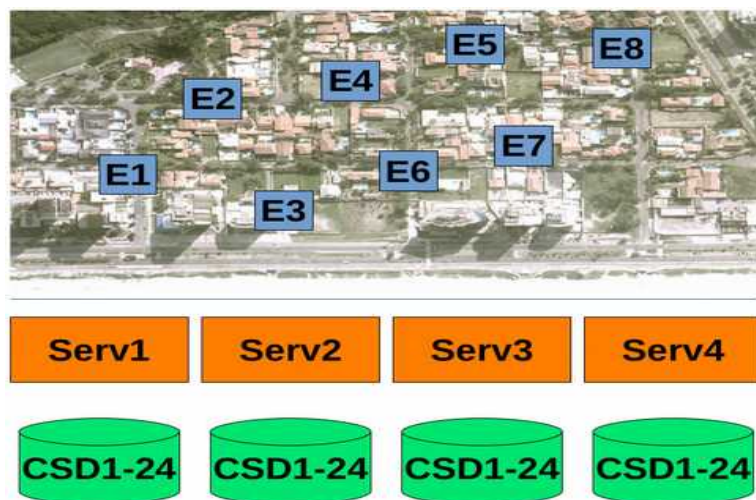 E5
E8
E4
E2
E7
E6
E1
E3
Serv1 Serv2 Serv3 Serv4
CSD1-24 CSD1-24 CSD1-24 CSD1-24